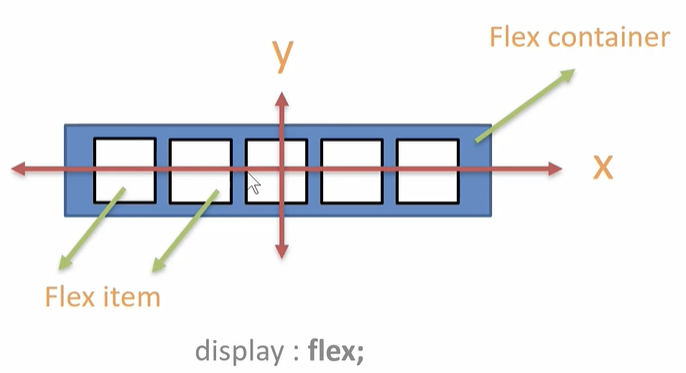 Flex container
y
x
Flex item
display : flex;